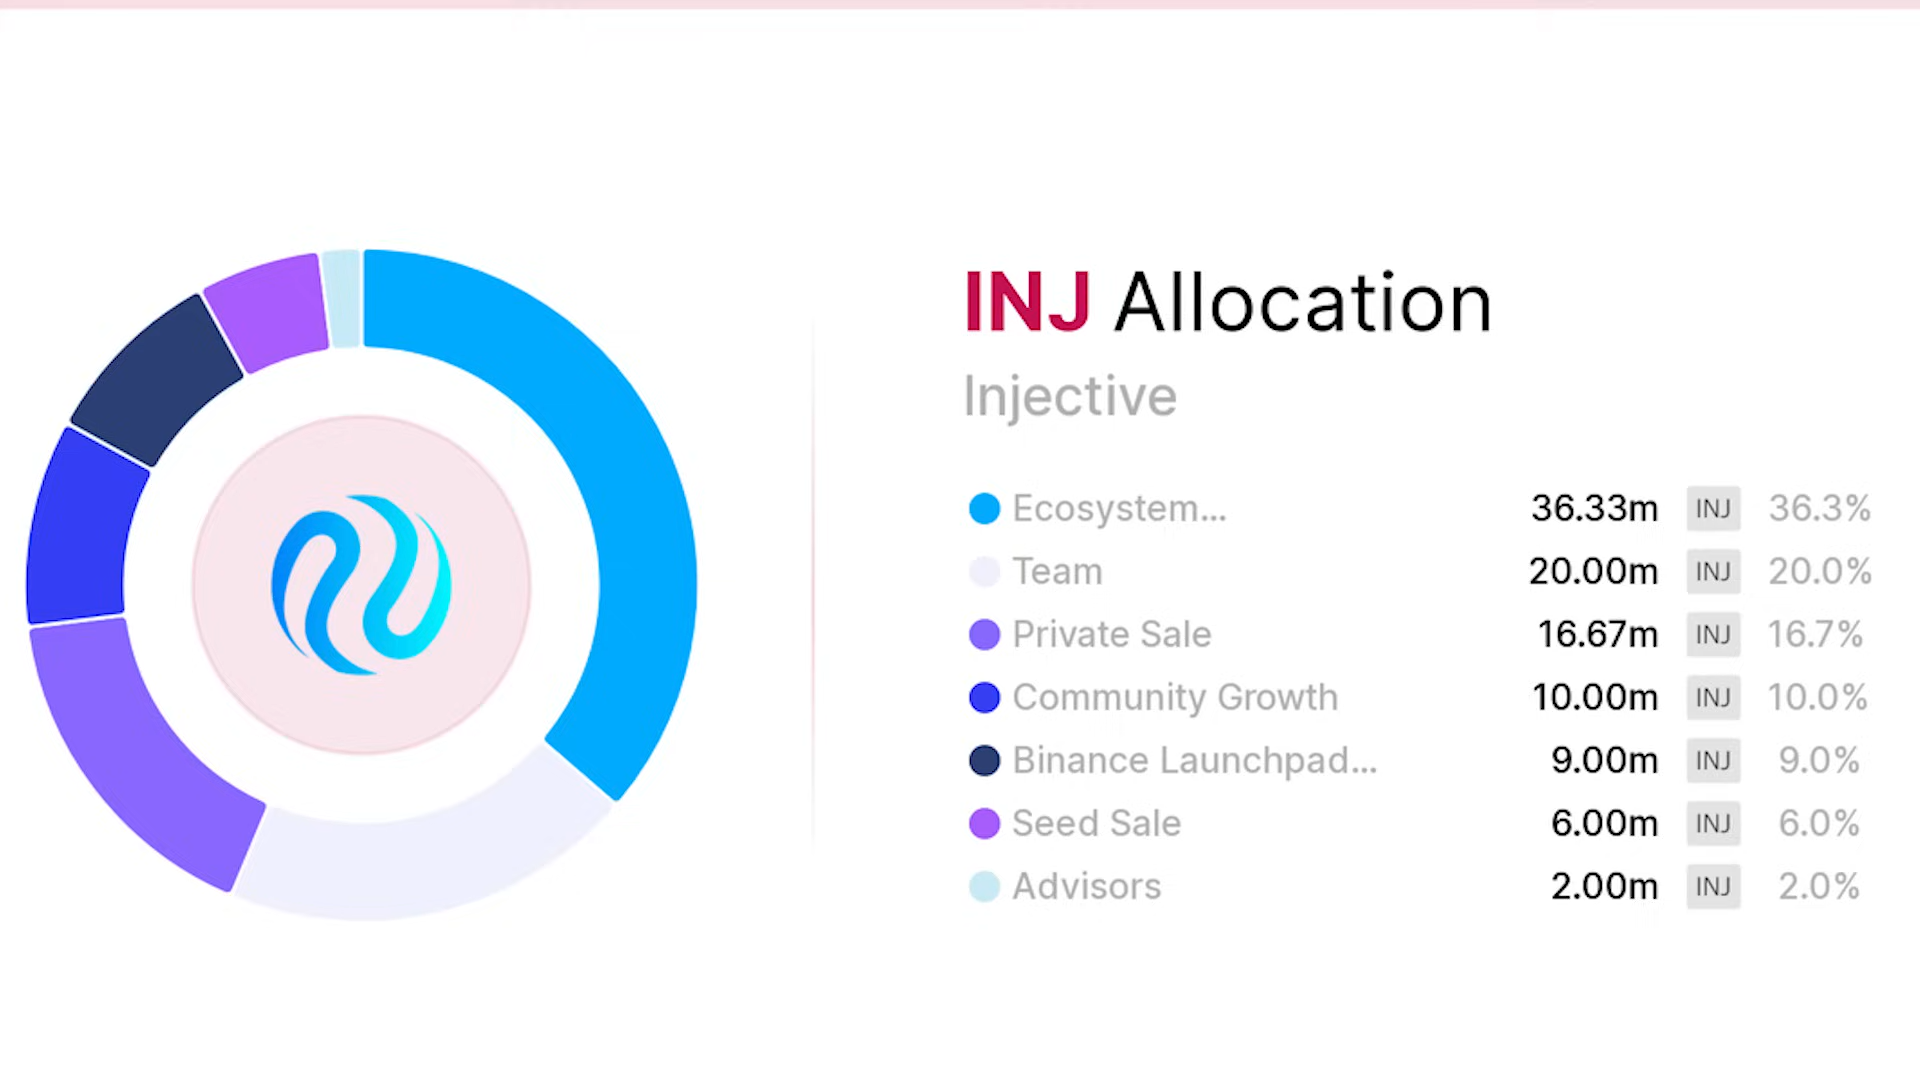 INJ Allocation
Injective
Ecosystem... 36.33m INJ 36.3%
Team 20.00m INJ 20.0%
Private Sale 16.67m INJ 16.7%
Community Growth 10.00m INJ 10.0%
Binance Launchpad... 9.00m INJ 9.0%
Seed Sale 6.00m INJ 6.0%
Advisors 2.00m INJ 2.0%